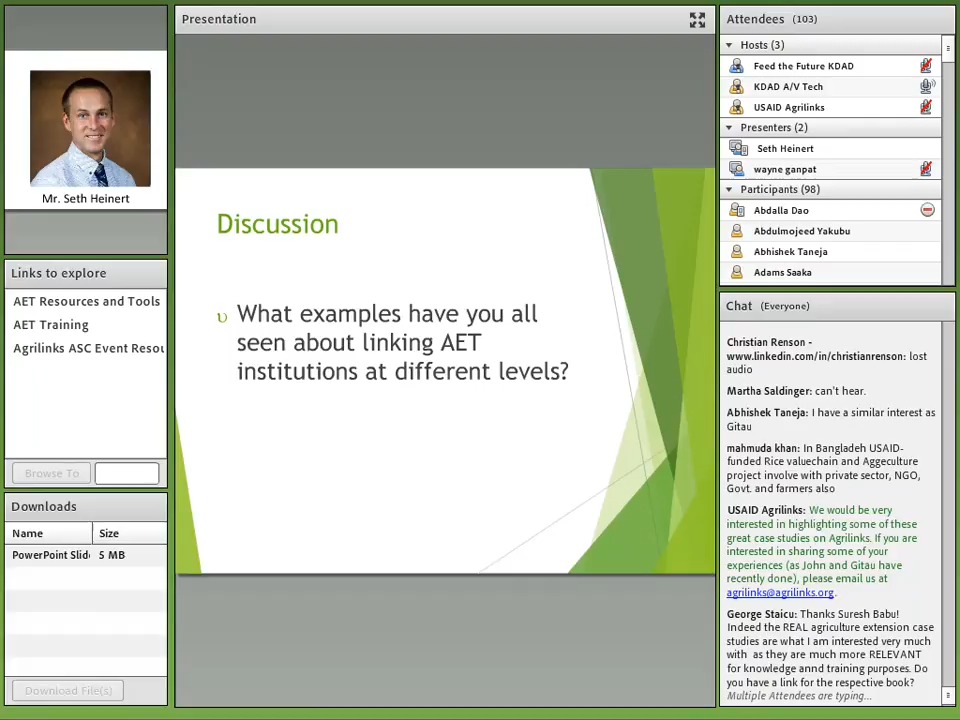 Mr. Seth Heinert
Links to explore
AET Resources and Tools
AET Training
Agrilinks ASC Event Resou
Browse To
Downloads
Name Size
PowerPoint Slid 5 MB
Download File(s)
Presentation
Discussion
What examples have you all
seen about linking AET
institutions at different levels?
Attendees (103)
Hosts (3)
Feed the Future KDAD
KDAD A/V Tech
USAID Agrilinks
Presenters (2)
Seth Heinert
wayne ganpat
Participants (98)
Abdalla Dao
Abdulmojeed Yakubu
Abhishek Taneja
Adams Saaka
Chat (Everyone)
Christian Renson -
www.linkedin.com/in/christianrenson: lost
audio
Martha Saldinger: can't hear.
Abhishek Taneja: I have a similar interest as
Gitau
mahmuda khan: In Bangladeh USAID-
funded Rice valuechain and Aggeculture
project involve with private sector, NGO,
Govt. and farmers also
USAID Agrilinks: We would be very
interested in highlighting some of these
great case studies on Agrilinks. If you are
interested in sharing some of your
experiences (as John and Gitau have
recently done), please email us at
agrilinks@agrilinks.org.
George Staicu: Thanks Suresh Babu!
Indeed the REAL agriculture extension case
studies are what I am interested very much
with as they are much more RELEVANT
for knowledge annd training purposes. Do
you have a link for the respective book?
Multiple Attendees are typing...